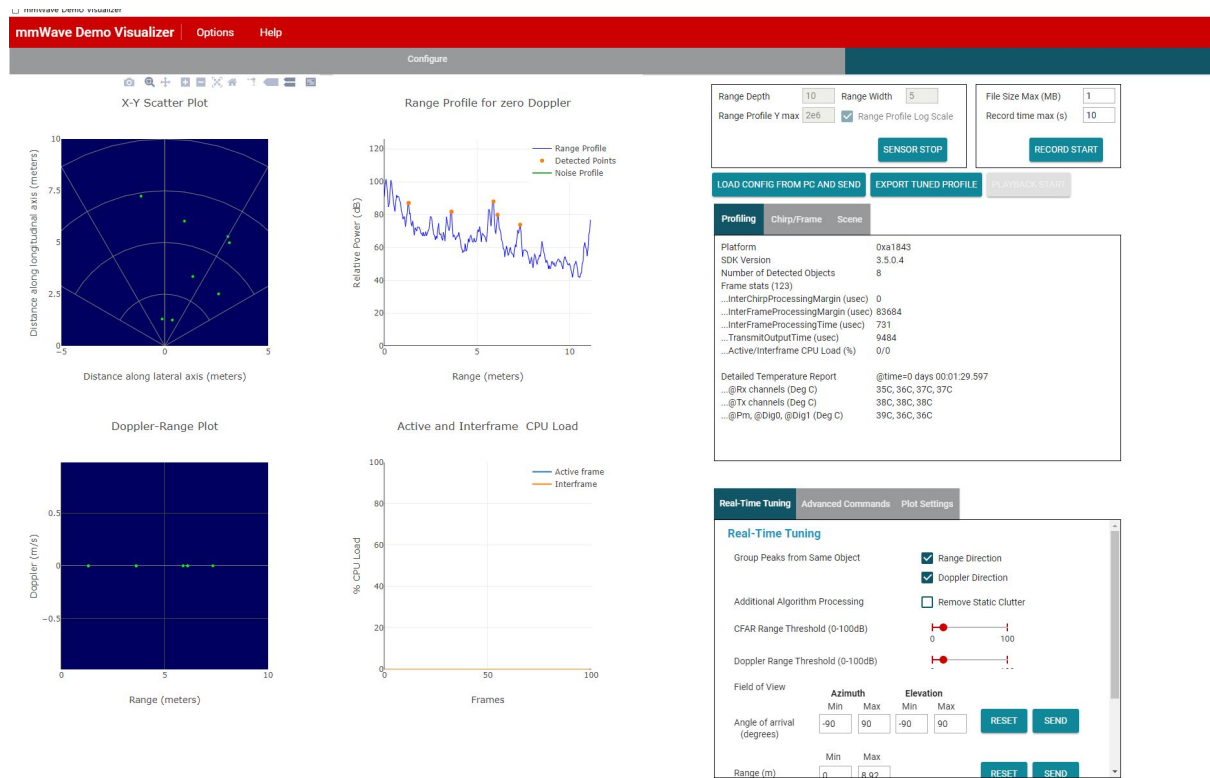 mmWave Demo Visualizer
mmWave Demo Visualizer Options Help
Configure
X-Y Scatter Plot
10
7.5
5
2.5
0
−5 0 5
Distance along longitudinal axis (meters)
Distance along lateral axis (meters)
Range Profile for zero Doppler
120
100
80
60
40
20
0
0 5 10
Relative Power (dB)
Range (meters)
Range Profile
Detected Points
Noise Profile
Doppler-Range Plot
0.5
0
−0.5
0 5 10
Doppler (m/s)
Range (meters)
Active and Interframe CPU Load
100
80
60
40
20
0
0 50 100
% CPU Load
Frames
Active frame
Interframe
Range Depth 10 Range Width 5
Range Profile Y max 2e6 Range Profile Log Scale
SENSOR STOP
File Size Max (MB) 1
Record time max (s) 10
RECORD START
LOAD CONFIG FROM PC AND SEND EXPORT TUNED PROFILE PLAYBACK START
Profiling Chirp/Frame Scene
Platform 0xa1843
SDK Version 3.5.0.4
Number of Detected Objects 8
Frame stats (123)
...InterChirpProcessingMargin (usec) 0
...InterFrameProcessingMargin (usec) 83684
...InterFrameProcessingTime (usec) 731
...TransmitOutputTime (usec) 9484
...Active/Interframe CPU Load (%) 0/0
Detailed Temperature Report @time=0 days 00:01:29.597
...@Rx channels (Deg C) 35C, 36C, 37C, 37C
...@Tx channels (Deg C) 38C, 38C, 38C
...@Pm, @Dig0, @Dig1 (Deg C) 39C, 36C, 36C
Real-Time Tuning Advanced Commands Plot Settings
Real-Time Tuning
Group Peaks from Same Object Range Direction
Doppler Direction
Additional Algorithm Processing Remove Static Clutter
CFAR Range Threshold (0-100dB)
0 100
Doppler Range Threshold (0-100dB)
Field of View
Azimuth Elevation
Min Max Min Max
Angle of arrival (degrees) -90 90 -90 90 RESET SEND
Min Max
Range (m) 0 8.92 RESET SEND